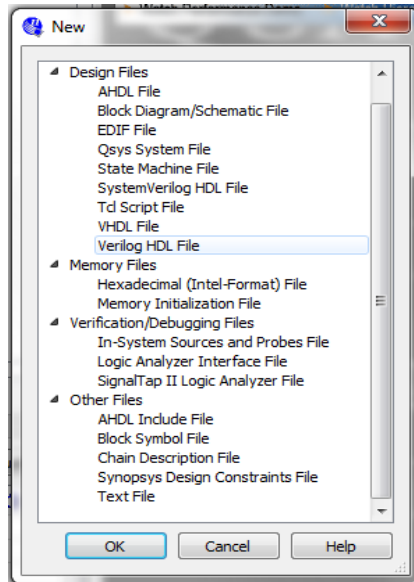 Watch Performance Demo
New
Design Files
AHDL File
Block Diagram/Schematic File
EDIF File
Qsys System File
State Machine File
SystemVerilog HDL File
Tcl Script File
VHDL File
Verilog HDL File
Memory Files
Hexadecimal (Intel-Format) File
Memory Initialization File
Verification/Debugging Files
In-System Sources and Probes File
Logic Analyzer Interface File
SignalTap II Logic Analyzer File
Other Files
AHDL Include File
Block Symbol File
Chain Description File
Synopsys Design Constraints File
Text File
OK Cancel Help